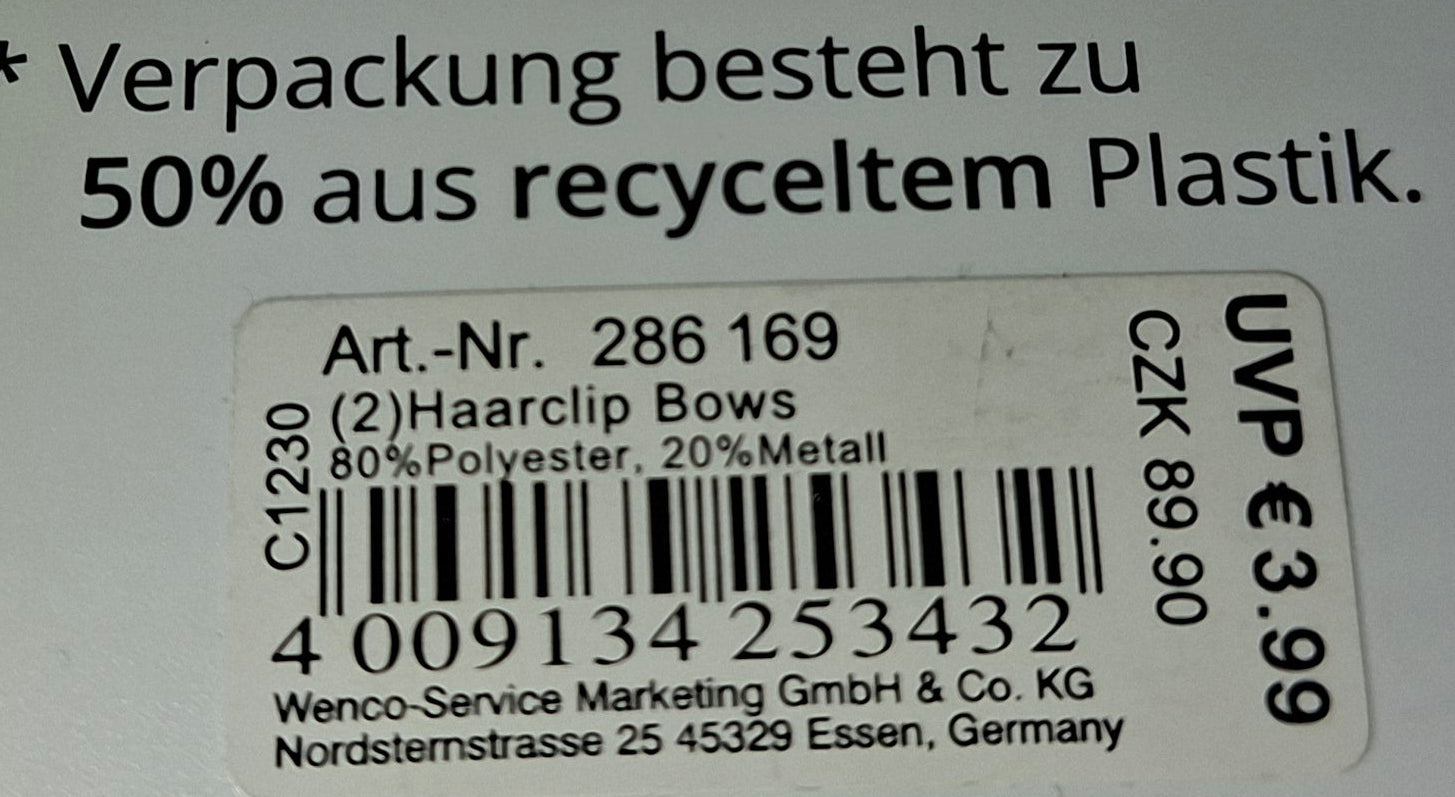 * Verpackung besteht zu
50% aus recyceltem Plastik.
Art.-Nr. 286 169
(2)Haarclip Bows
80%Polyester, 20%Metall
C1230
4 009134 253432
Wenco-Service Marketing GmbH & Co. KG
Nordsternstrasse 25 45329 Essen, Germany
CZK 89.90
UVP € 3.99